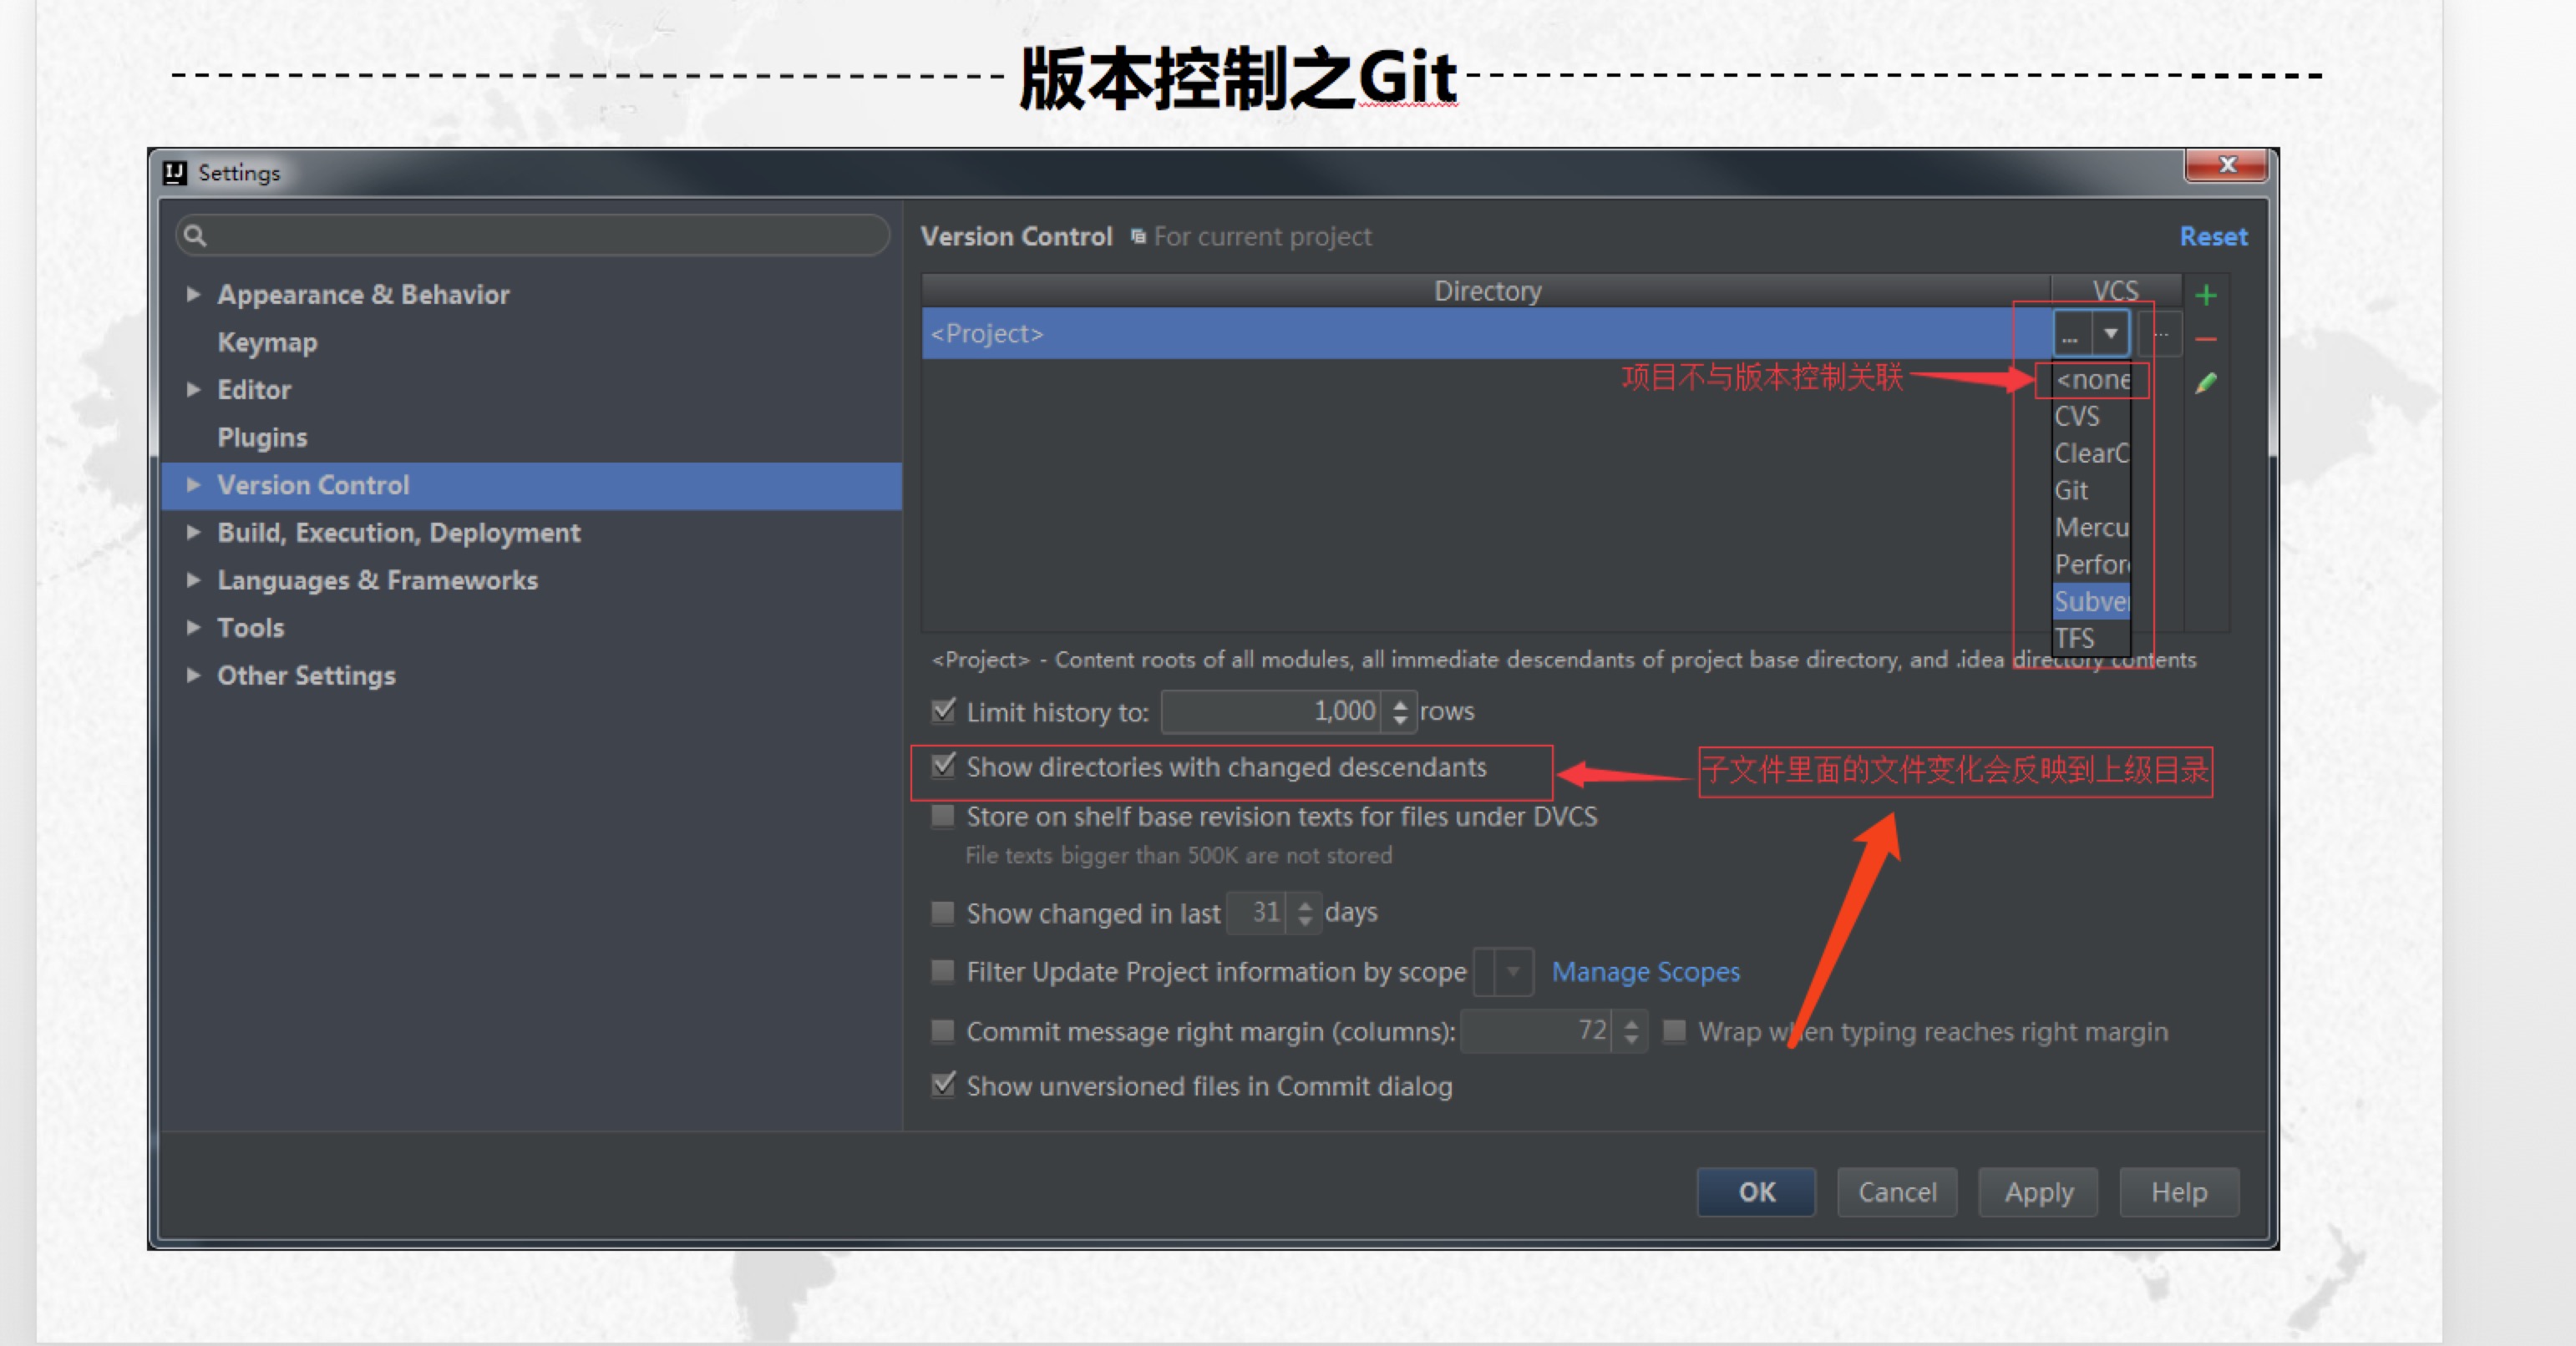 版本控制之Git
Settings
Version Control For current project
Reset
Appearance & Behavior
Keymap
Editor
Plugins
Version Control
Build, Execution, Deployment
Languages & Frameworks
Tools
Other Settings
Directory VCS
<Project> ... ...
项目不与版本控制关联
<none
CVS
ClearC
Git
Mercu
Perfor
Subve
TFS
<Project> - Content roots of all modules, all immediate descendants of project base directory, and .idea directory contents
Limit history to: 1,000 rows
Show directories with changed descendants
子文件里面的文件变化会反映到上级目录
Store on shelf base revision texts for files under DVCS
File texts bigger than 500K are not stored
Show changed in last 31 days
Filter Update Project information by scope Manage Scopes
Commit message right margin (columns): 72 Wrap when typing reaches right margin
Show unversioned files in Commit dialog
OK Cancel Apply Help